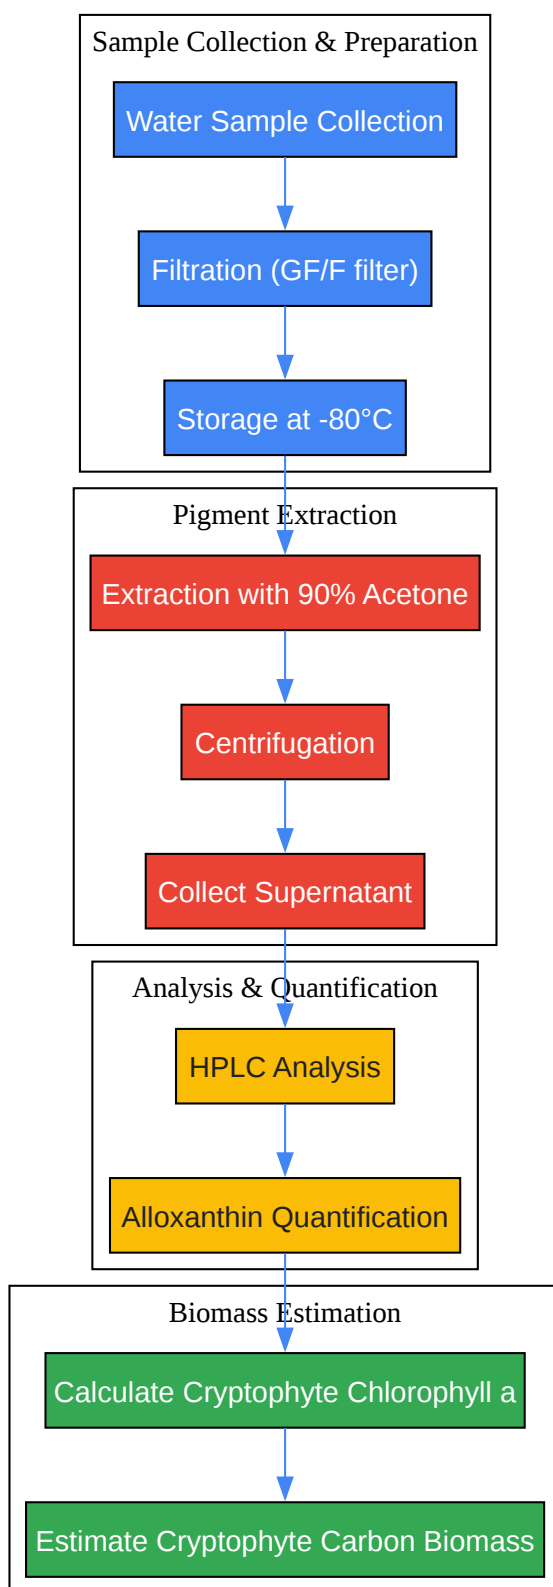 Sample Collection & Preparation
Water Sample Collection
Filtration (GF/F filter)
Storage at -80°C
Pigment Extraction
Extraction with 90% Acetone
Centrifugation
Collect Supernatant
Analysis & Quantification
HPLC Analysis
Alloxanthin Quantification
Biomass Estimation
Calculate Cryptophyte Chlorophyll a
Estimate Cryptophyte Carbon Biomass